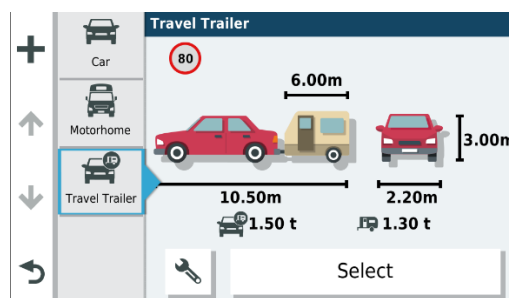 Travel Trailer
Car
Motorhome
Travel Trailer
80
6.00m
3.00m
10.50m
2.20m
1.50 t
1.30 t
Select